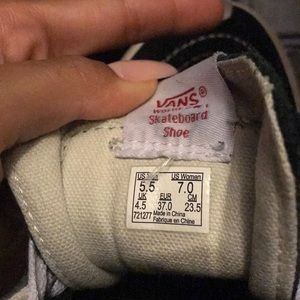 VANS®
Skateboard
Shoe
US Men US Women
5.5 7.0
UK EUR CM
4.5 37.0 23.5
721277 Made in China
Fabrique en Chine